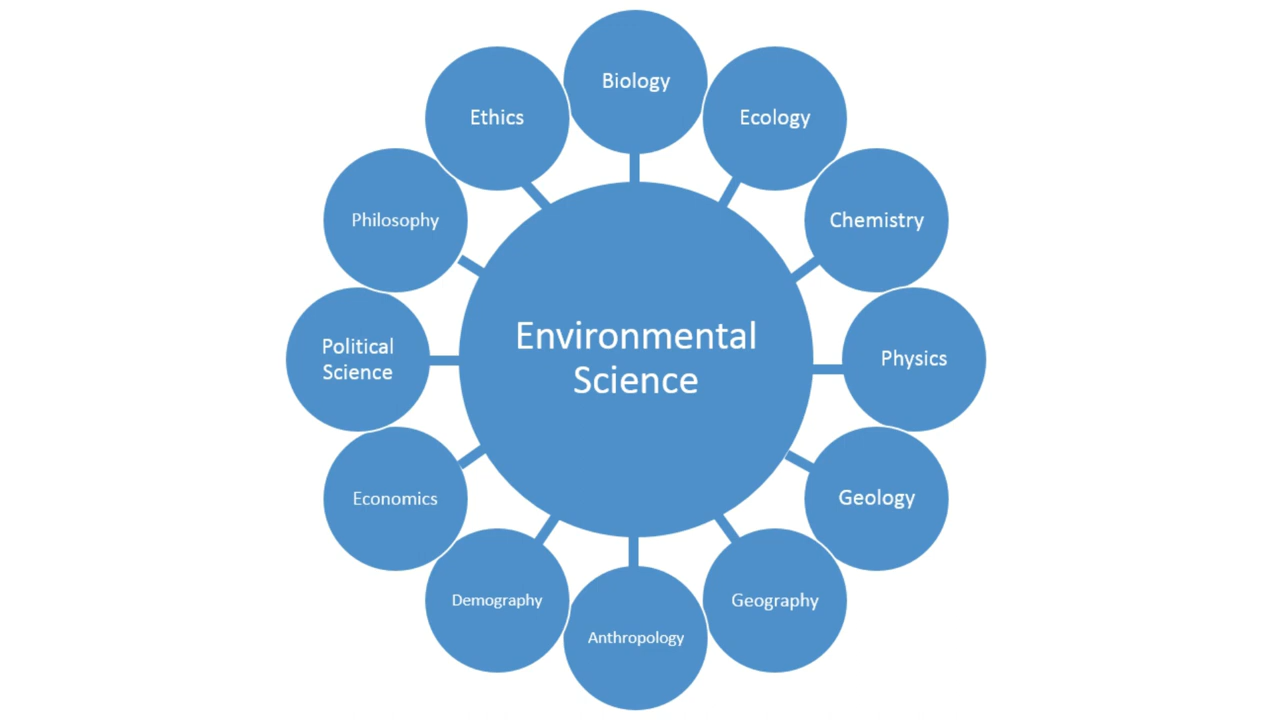 Biology
Ecology
Chemistry
Physics
Geology
Geography
Anthropology
Demography
Economics
Political
Science
Philosophy
Ethics
Environmental
Science